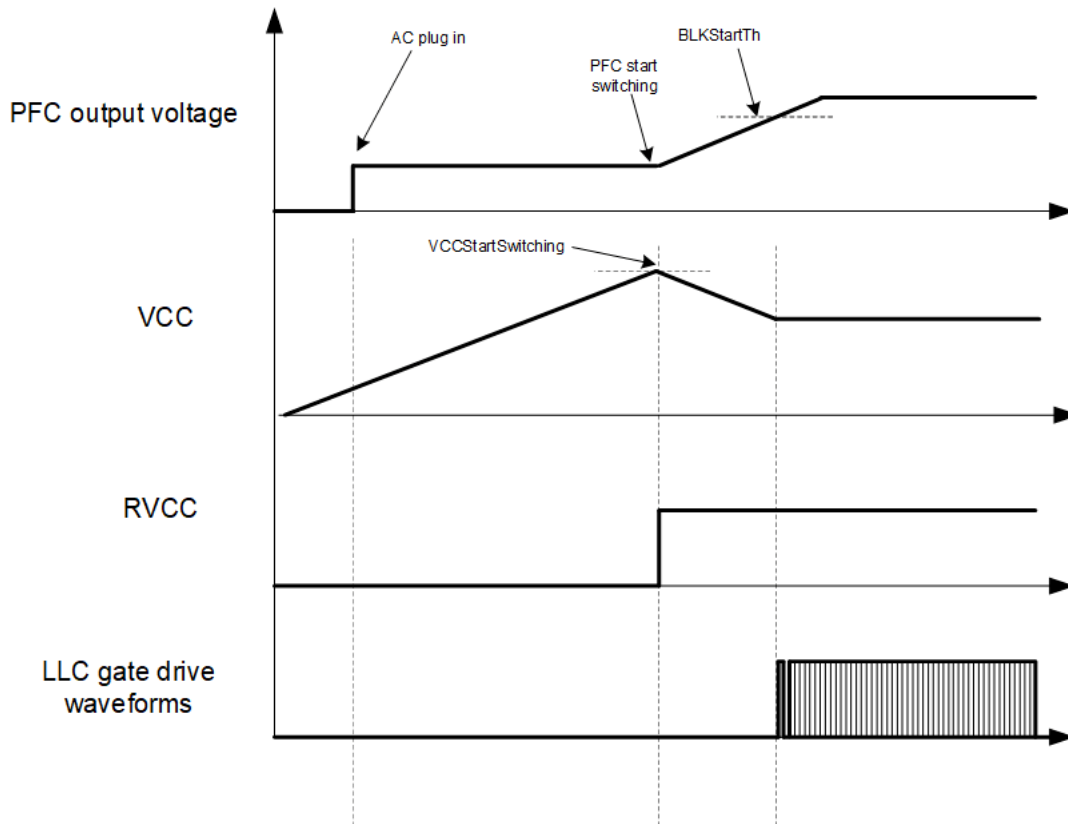 AC plug in
BLKStartTh
PFC start
switching
PFC output voltage
VCCStartSwitching
VCC
RVCC
LLC gate drive
waveforms